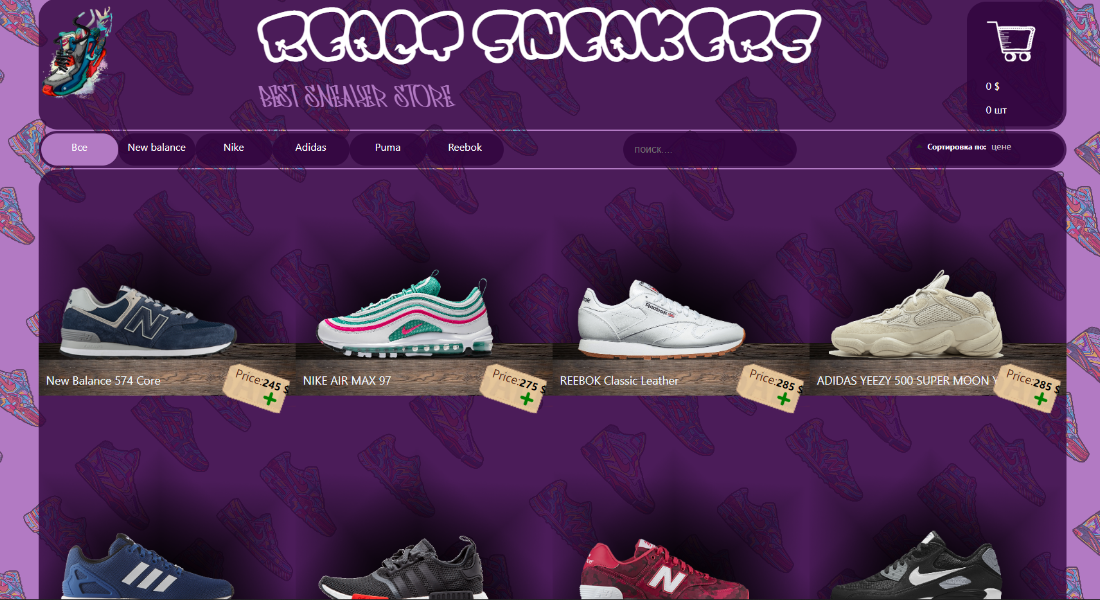 REACT SNEAKERS
BEST SNEAKER STORE
0 $
0 шт
Все
New balance
Nike
Adidas
Puma
Reebok
поиск....
Сортировка по: цене
New Balance 574 Core
Price:245 $
NIKE AIR MAX 97
Price:275 $
REEBOK Classic Leather
Price:285 $
ADIDAS YEEZY 500 SUPER MOON Y
Price:285 $